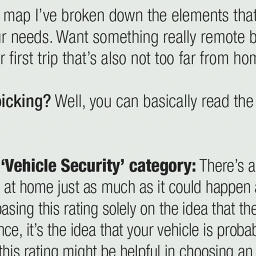 map I've broken down the elements that
needs. Want something really remote b
first trip that's also not too far from hom
picking? Well, you can basically read the
'Vehicle Security' category: There's a
at home just as much as it could happen
basing this rating solely on the idea that the
it's the idea that your vehicle is probab
this rating might be helpful in choosing an